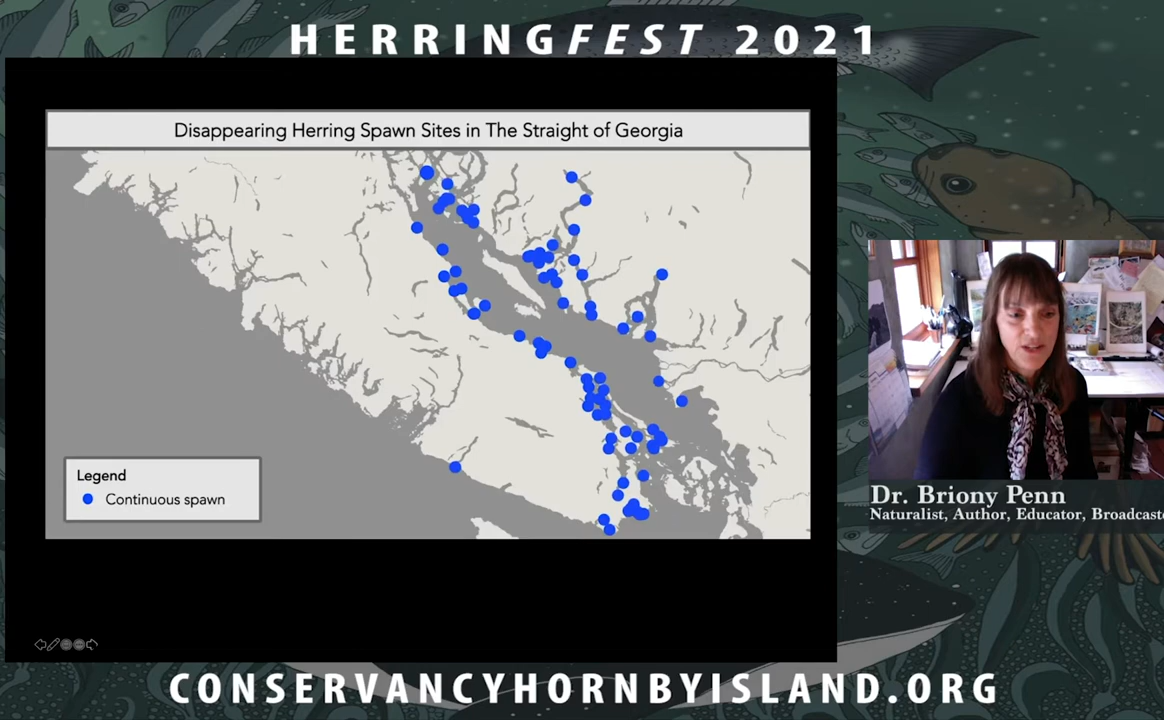 HERRINGFEST 2021
Disappearing Herring Spawn Sites in The Straight of Georgia
Legend
Continuous spawn
Dr. Briony Penn
Naturalist, Author, Educator, Broadcaste
CONSERVANCYHORNBYISLAND.ORG